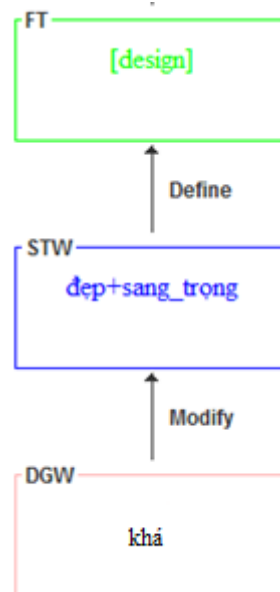 FT
[design]
Define
STW
đẹp+sang_trọng
Modify
DGW
khá